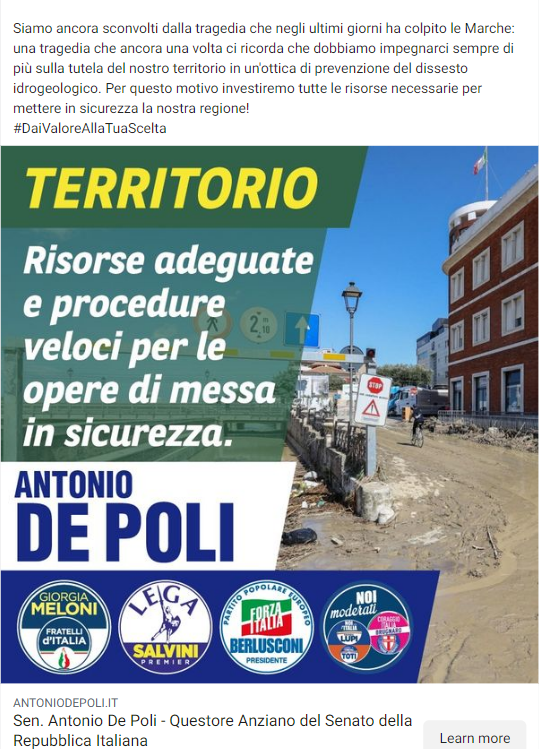 Siamo ancora sconvolti dalla tragedia che negli ultimi giorni ha colpito le Marche:
una tragedia che ancora una volta ci ricorda che dobbiamo impegnarci sempre di
più sulla tutela del nostro territorio in un'ottica di prevenzione del dissesto
idrogeologico. Per questo motivo investiremo tutte le risorse necessarie per
mettere in sicurezza la nostra regione!
#DaiValoreAllaTuaScelta
TERRITORIO
Risorse adeguate
e procedure
veloci per le
opere di messa
in sicurezza.
2,10
STOP
ANTONIO
DE POLI
GIORGIA
MELONI
FRATELLI
d'ITALIA
LEGA
SALVINI
PREMIER
PARTITO POPOLARE EUROPEO
FORZA
ITALIA
BERLUSCONI
PRESIDENTE
NOI
moderati
NOI CON L'ITALIA
LUPI
TOTI
CORAGGIO
ITALIA
BRUGNARO
ANTONIODEPOLI.IT
Sen. Antonio De Poli - Questore Anziano del Senato della
Repubblica Italiana
Learn more